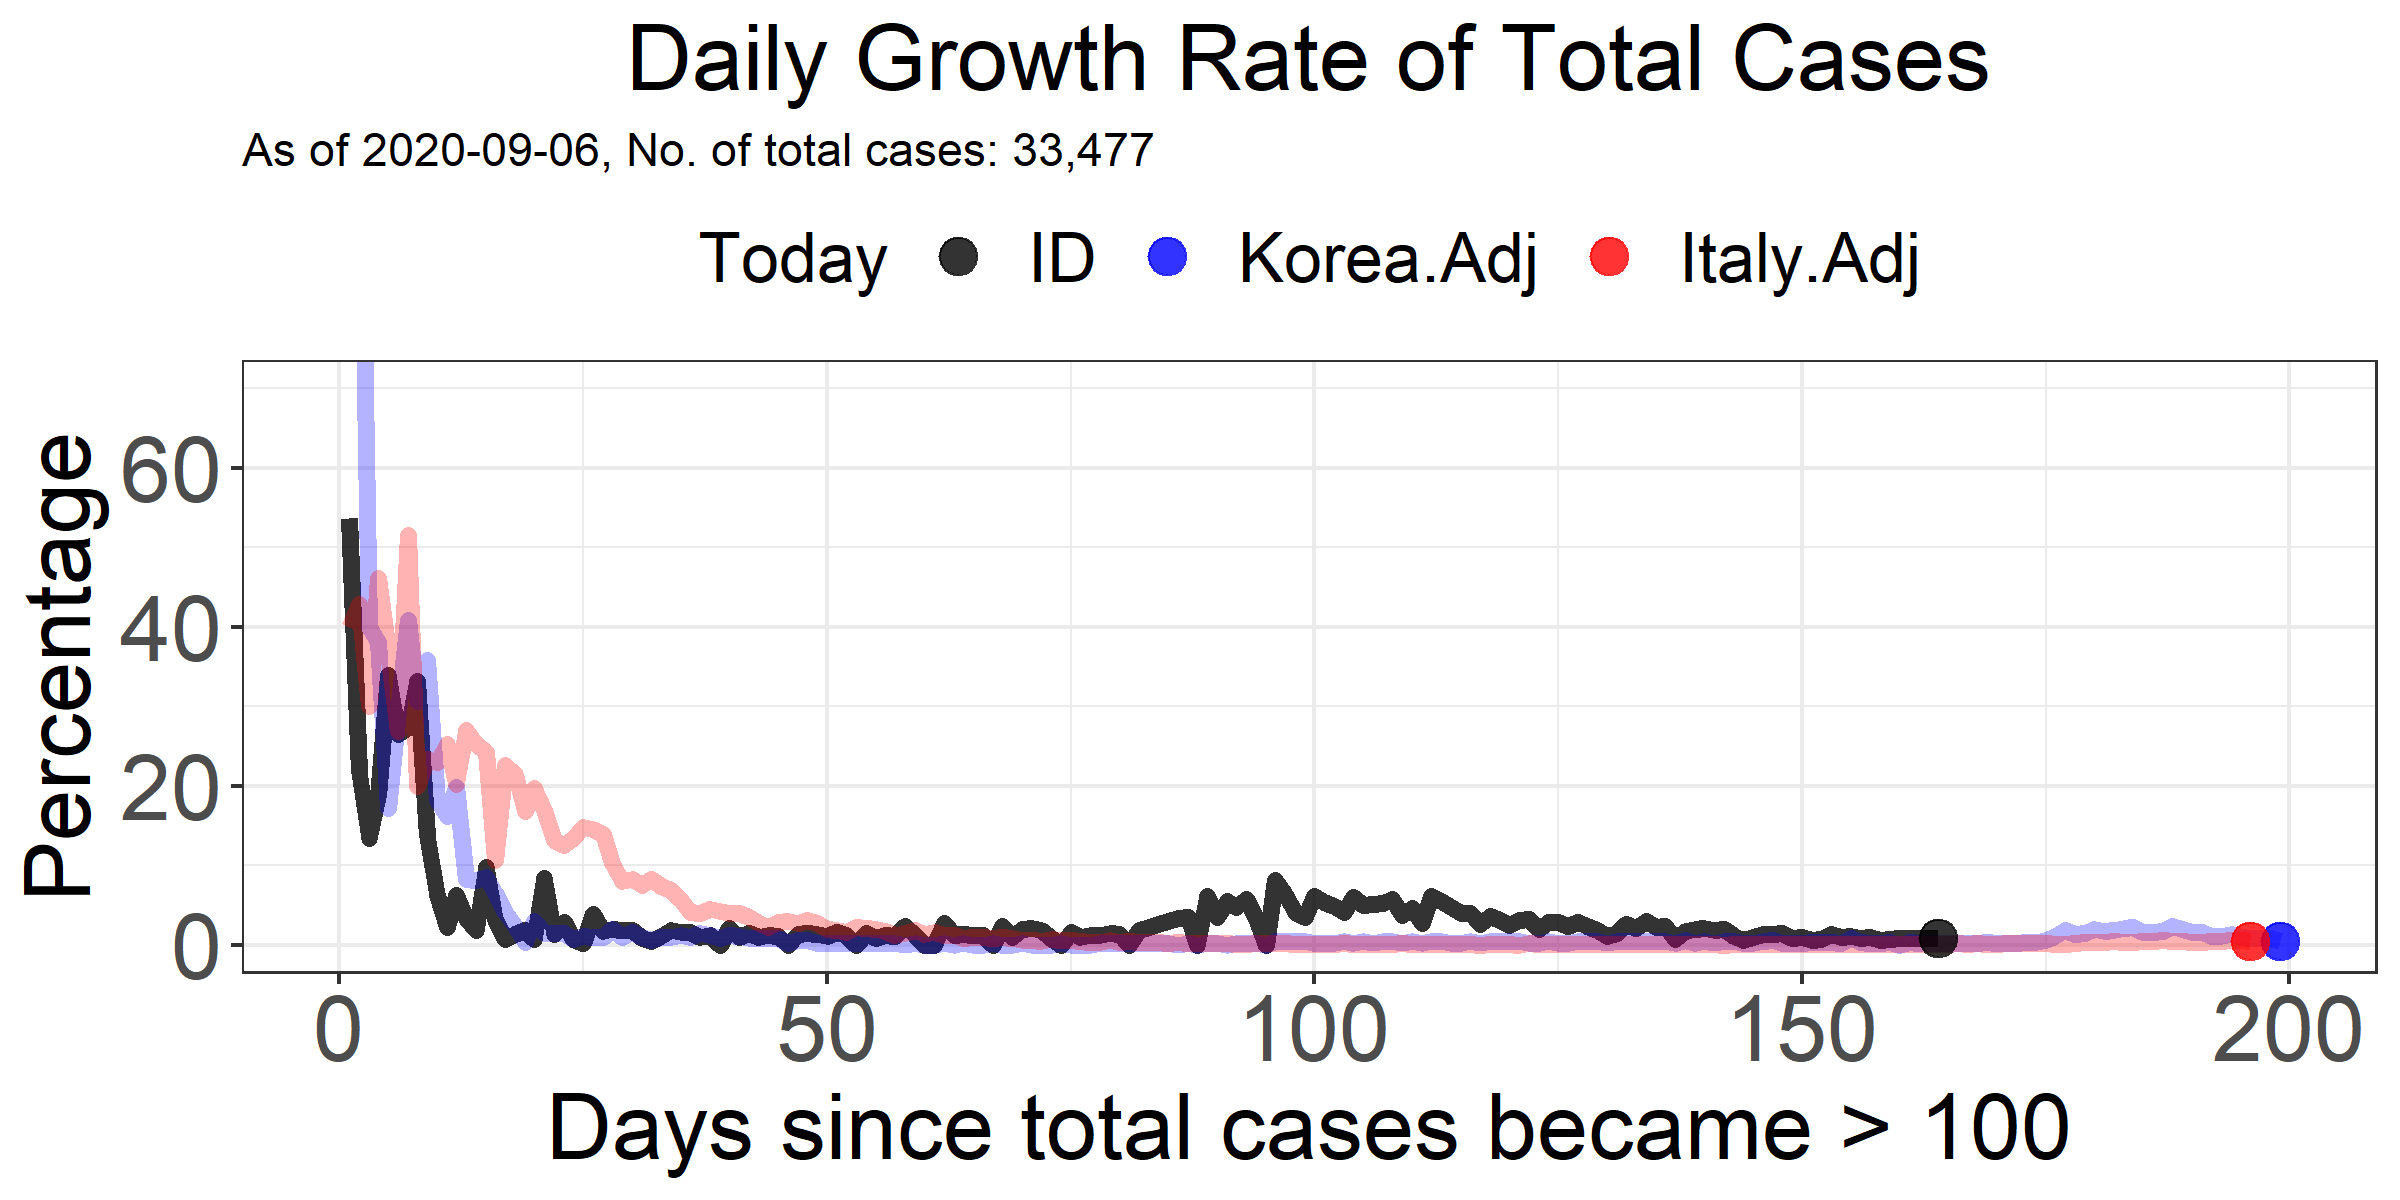 Daily Growth Rate of Total Cases
As of 2020-09-06, No. of total cases: 33,477
Today ID Korea.Adj Italy.Adj
Percentage
60
40
20
0
0 50 100 150 200
Days since total cases became > 100